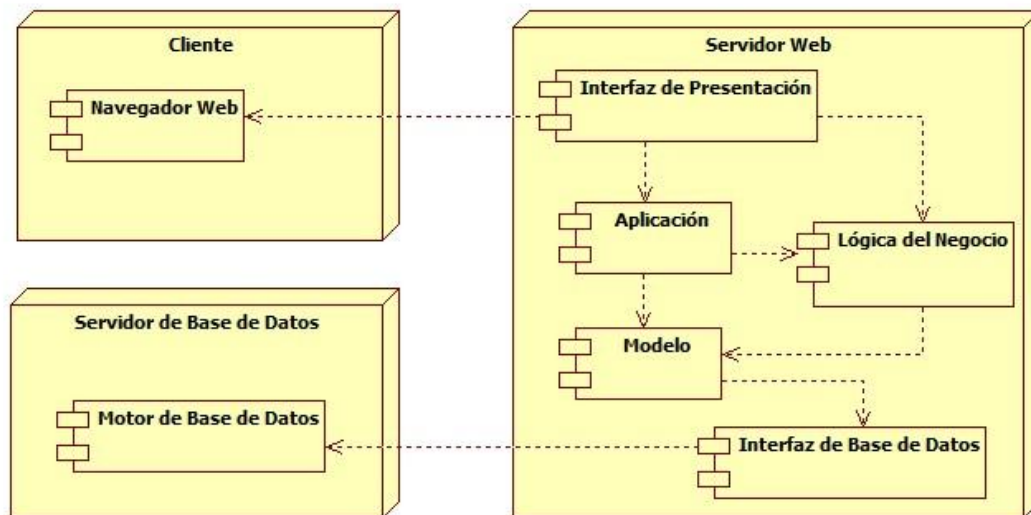 Cliente
Navegador Web
Servidor Web
Interfaz de Presentación
Aplicación
Lógica del Negocio
Modelo
Interfaz de Base de Datos
Servidor de Base de Datos
Motor de Base de Datos